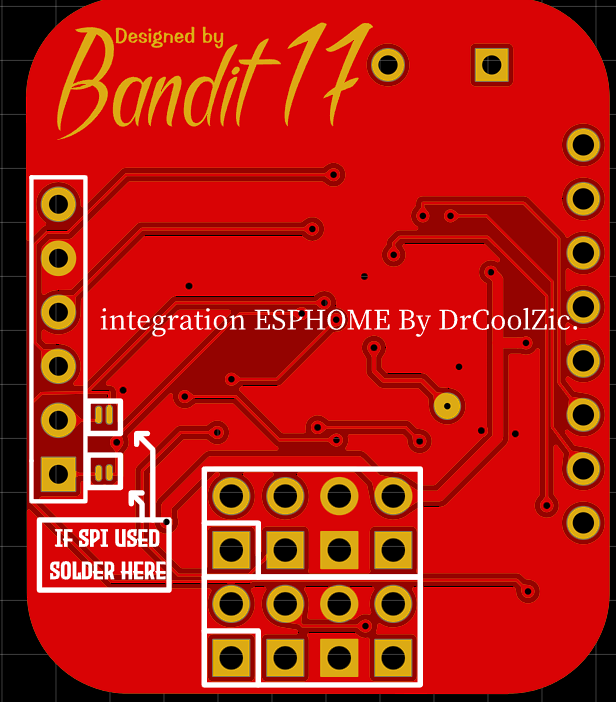 Designed by
Bandit 17
integration ESPHOME By DrCoolZic.
IF SPI USED
SOLDER HERE